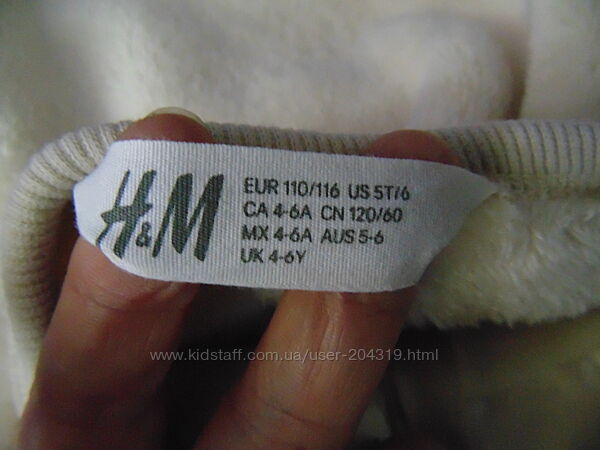 H&M
EUR 110/116 US 5T/6
CA 4-6A CN 120/60
MX 4-6A AUS 5-6
UK 4-6Y
www.kidstaff.com.ua/user-204319.html